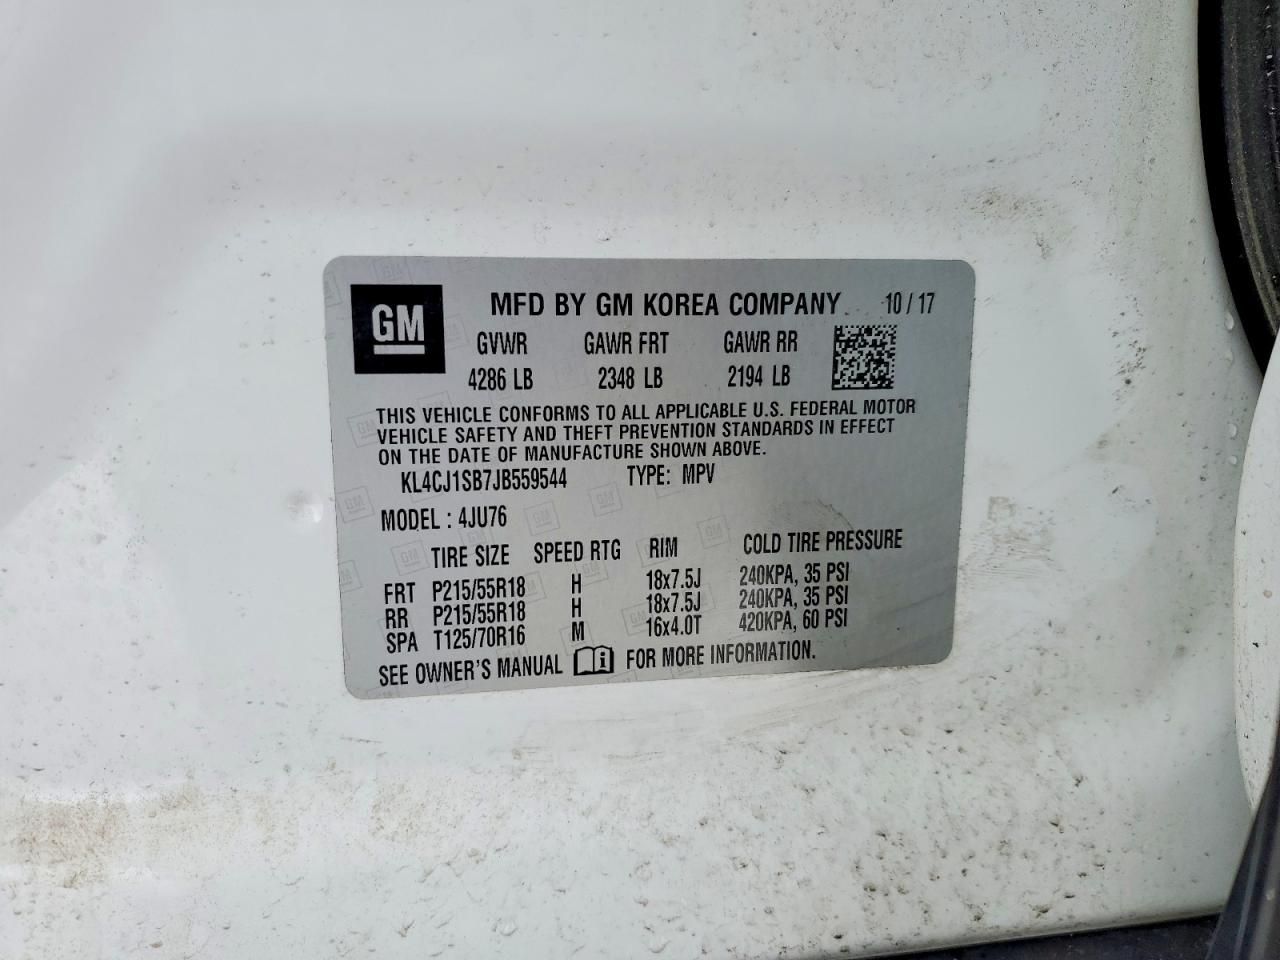 GM
MFD BY GM KOREA COMPANY 10 / 17
GVWR GAWR FRT GAWR RR
4286 LB 2348 LB 2194 LB
THIS VEHICLE CONFORMS TO ALL APPLICABLE U.S. FEDERAL MOTOR
VEHICLE SAFETY AND THEFT PREVENTION STANDARDS IN EFFECT
ON THE DATE OF MANUFACTURE SHOWN ABOVE.
KL4CJ1SB7JB559544 TYPE: MPV
MODEL : 4JU76
TIRE SIZE SPEED RTG RIM COLD TIRE PRESSURE
FRT P215/55R18 H 18x7.5J 240KPA, 35 PSI
RR P215/55R18 H 18x7.5J 240KPA, 35 PSI
SPA T125/70R16 M 16x4.0T 420KPA, 60 PSI
SEE OWNER'S MANUAL FOR MORE INFORMATION.